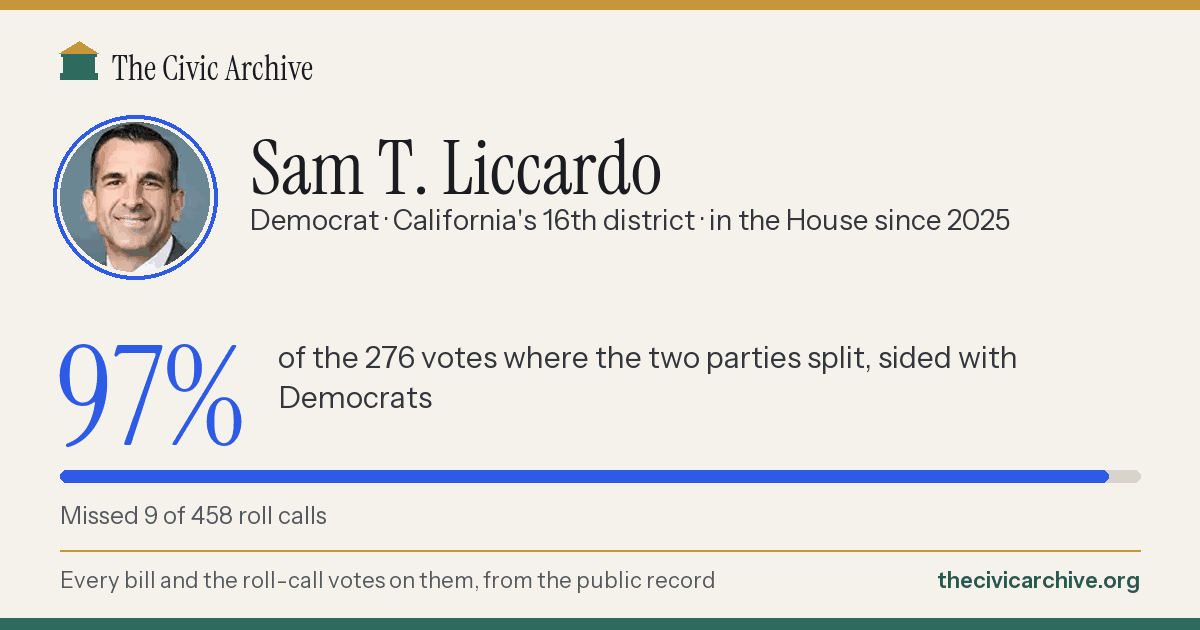 The Civic Archive
Sam T. Liccardo
Democrat · California's 16th district · in the House since 2025
97%
of the 276 votes where the two parties split, sided with
Democrats
Missed 9 of 458 roll calls
Every bill and the roll-call votes on them, from the public record
thecivicarchive.org